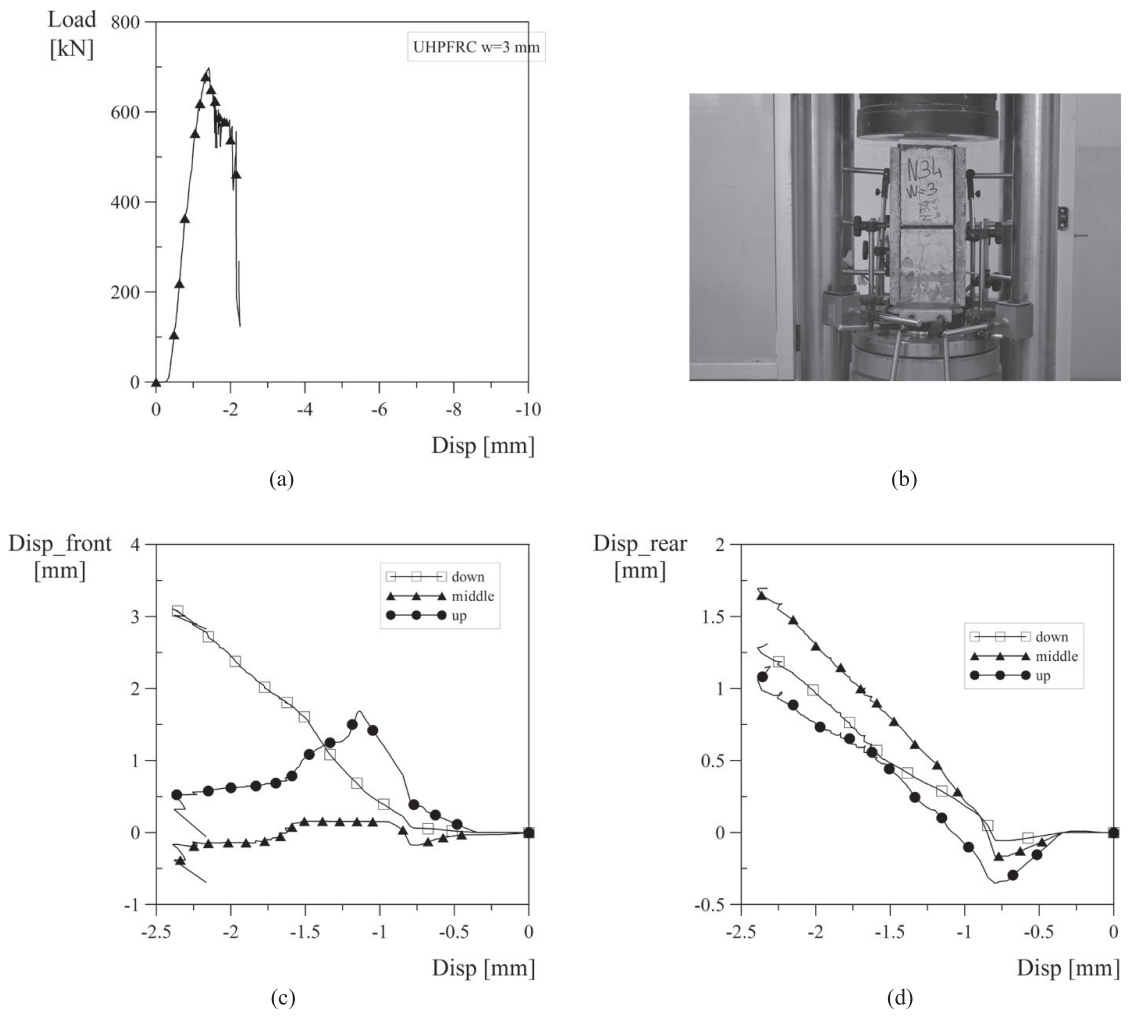 Load
[kN]
800
600
400
200
0
UHPFRC w=3 mm
0
-2
-4
-6
-8
-10
Disp [mm]
(a)
N34
W=3
(b)
Disp_front
[mm]
4
3
2
1
0
-1
down
middle
up
-2.5
-2
-1.5
-1
-0.5
0
Disp [mm]
(c)
Disp_rear
[mm]
2
1.5
1
0.5
0
-0.5
down
middle
up
-2.5
-2
-1.5
-1
-0.5
0
Disp [mm]
(d)